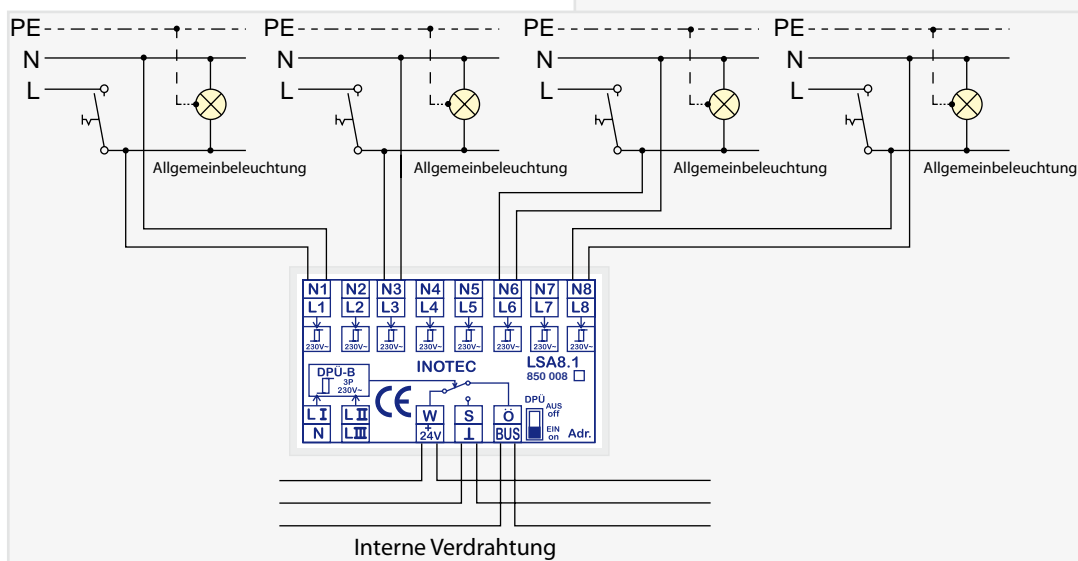 PE PE PE PE
N N N N
L L L L
Allgemeinbeleuchtung Allgemeinbeleuchtung Allgemeinbeleuchtung Allgemeinbeleuchtung
N1 N2 N3 N4 N5 N6 N7 N8
L1 L2 L3 L4 L5 L6 L7 L8
230V~ 230V~ 230V~ 230V~ 230V~ 230V~ 230V~ 230V~
INOTEC LSA8.1
850 008
DPÜ-B
3P
230V~
CE
DPÜ
AUS
off
EIN
on
Adr.
L I L II W S Ö
N L III + 24V ⊥ BUS
Interne Verdrahtung